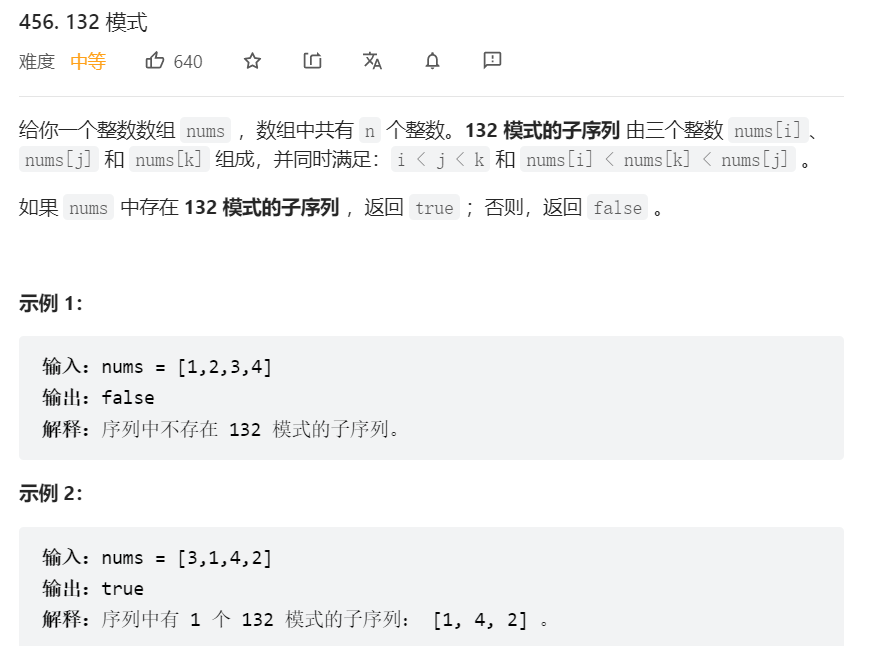 456. 132 模式
难度 中等 640
给你一个整数数组 nums ，数组中共有 n 个整数。132 模式的子序列 由三个整数 nums[i]、
nums[j] 和 nums[k] 组成，并同时满足：i < j < k 和 nums[i] < nums[k] < nums[j] 。
如果 nums 中存在 132 模式的子序列 ，返回 true ；否则，返回 false 。
示例 1：
输入：nums = [1,2,3,4]
输出：false
解释：序列中不存在 132 模式的子序列。
示例 2：
输入：nums = [3,1,4,2]
输出：true
解释：序列中有 1 个 132 模式的子序列： [1, 4, 2] 。